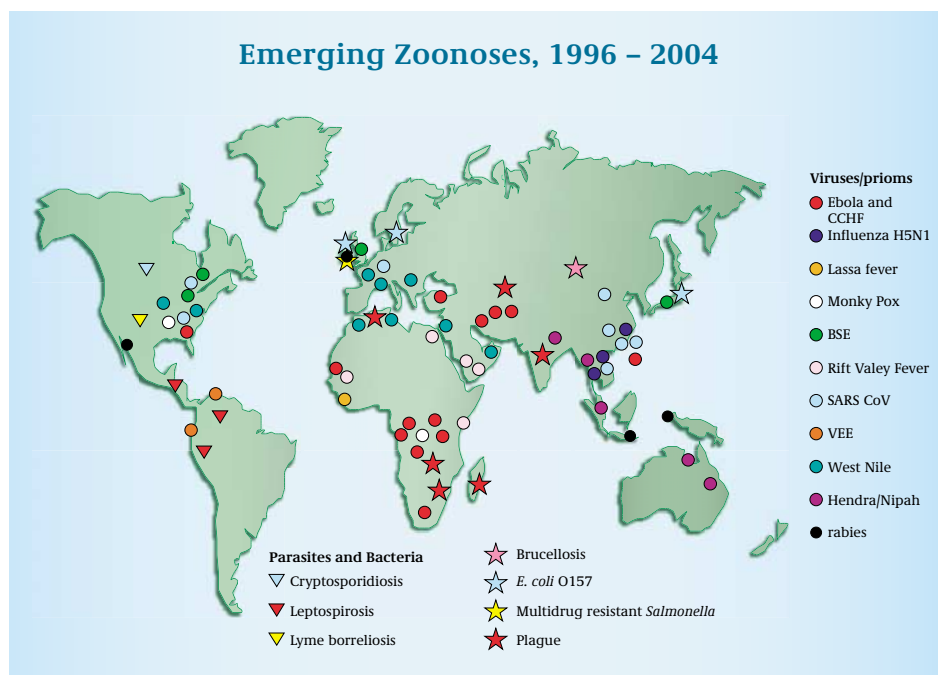 Emerging Zoonoses, 1996 – 2004
Viruses/prioms
Ebola and
CCHF
Influenza H5N1
Lassa fever
Monky Pox
BSE
Rift Valey Fever
SARS CoV
VEE
West Nile
Hendra/Nipah
rabies
Parasites and Bacteria
Cryptosporidiosis
Leptospirosis
Lyme borreliosis
Brucellosis
E. coli O157
Multidrug resistant Salmonella
Plague